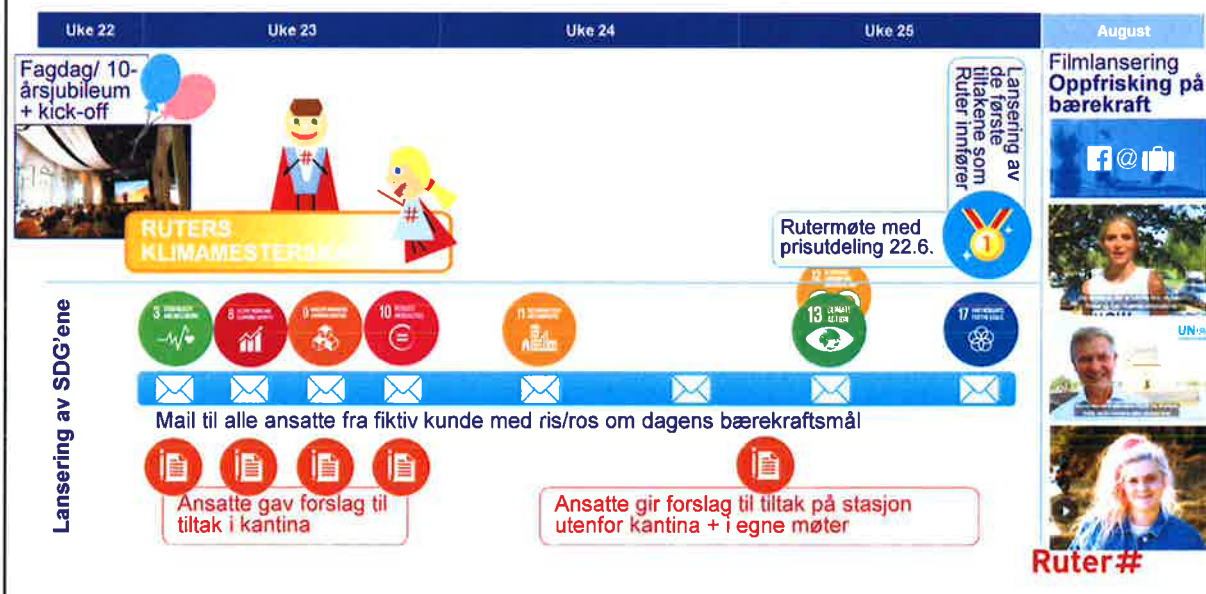 Uke 22
Uke 23
Uke 24
Uke 25
August
Fagdag/ 10-
årsjubileum
+ kick-off
#
#
RUTERS
KLIMAMESTERSKA
Lansering av
de første
tiltakene som
Ruter innfører
Rutermøte med
prisutdeling 22.6.
1
Filmlansering
Oppfrisking på
bærekraft
f @
UN
Lansering av SDG'ene
3
8
9
10
11
12
13 CLIMATE
ACTION
17
Mail til alle ansatte fra fiktiv kunde med ris/ros om dagens bærekraftsmål
Ansatte gav forslag til
tiltak i kantina
Ansatte gir forslag til tiltak på stasjon
utenfor kantina + i egne møter
Ruter#